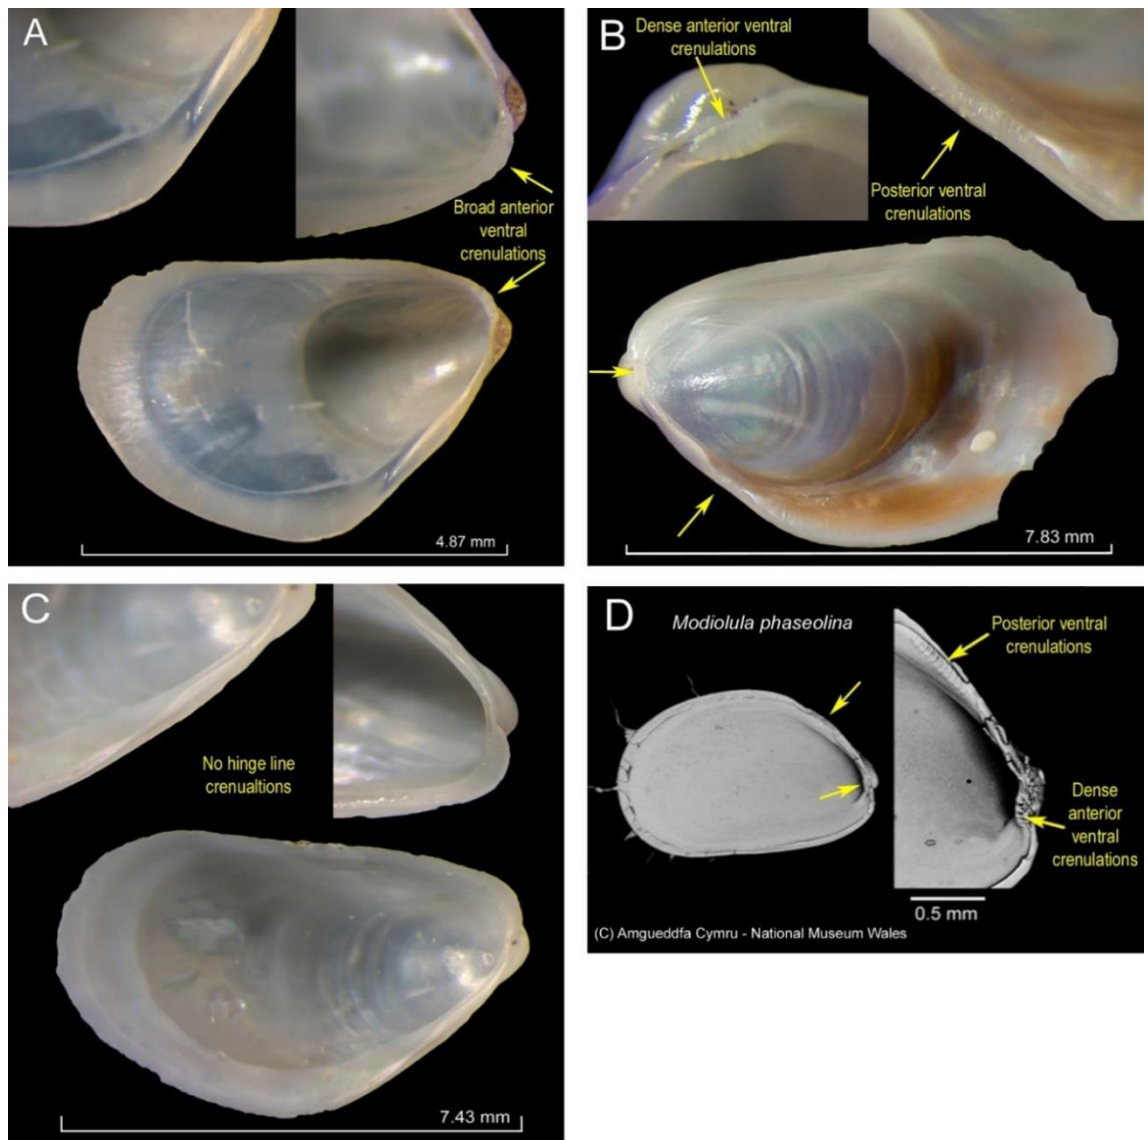 A
Broad anterior
ventral
crenulations
4.87 mm
B
Dense anterior ventral
crenulations
Posterior ventral
crenulations
7.83 mm
C
No hinge line
crenualtions
7.43 mm
D
Modiolula phaseolina
Posterior ventral
crenulations
Dense
anterior
ventral
crenulations
0.5 mm
(C) Amgueddfa Cymru - National Museum Wales